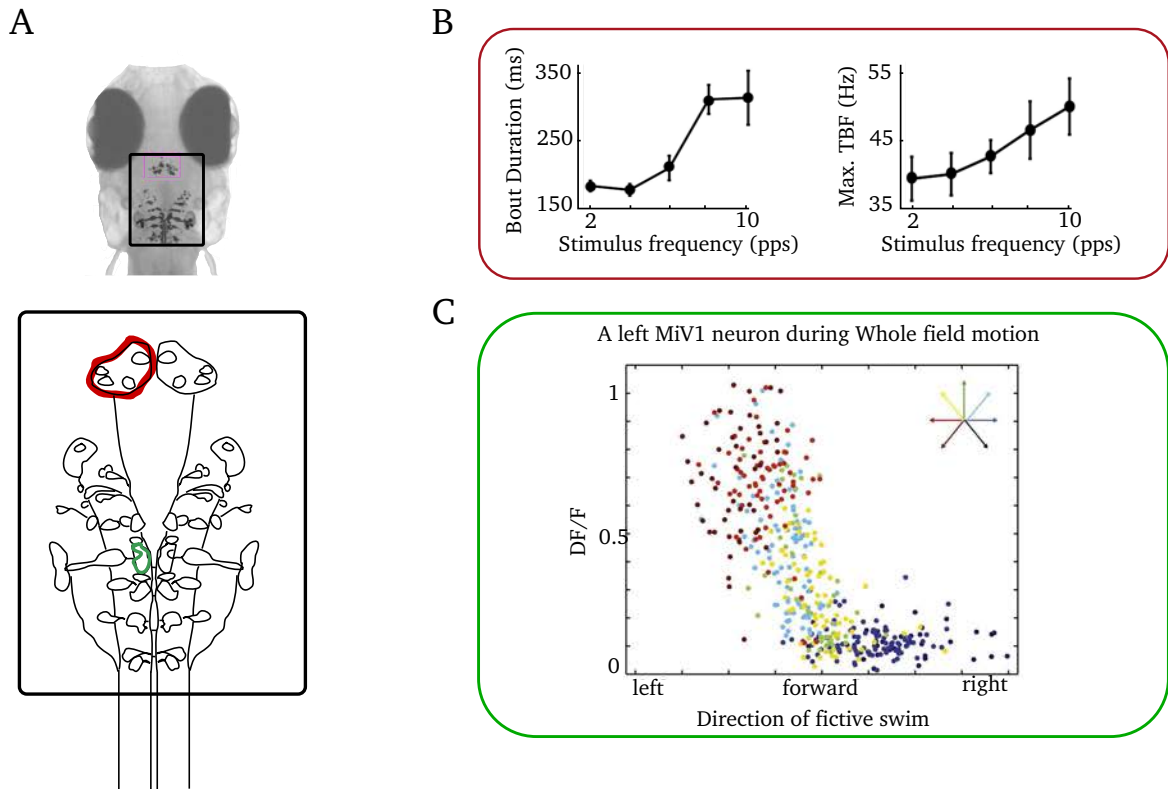 A
B
350
250
150
Bout Duration (ms)
2
10
Stimulus frequency (pps)
55
45
35
Max. TBF (Hz)
2
10
Stimulus frequency (pps)
C
A left MiV1 neuron during Whole field motion
1
0.5
0
DF/F
left
forward
right
Direction of fictive swim